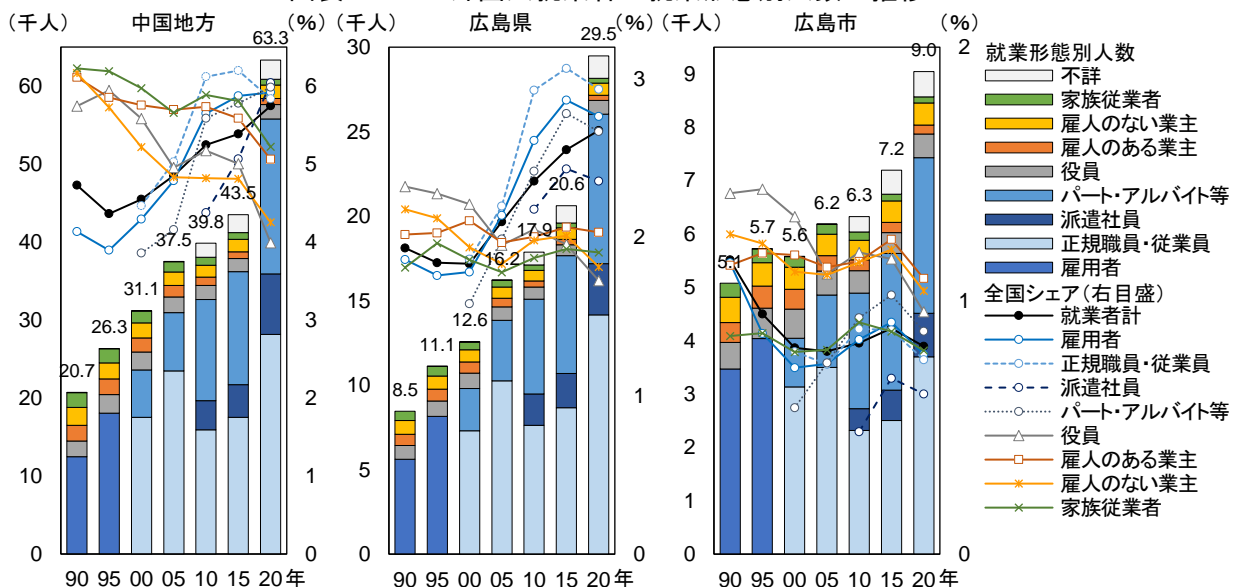 （千人）
中国地方
（%）
（千人）
広島県
（%）
（千人）
広島市
（%）
60
50
40
30
20
10
0
6
5
4
3
2
1
0
20.7
26.3
31.1
37.5
39.8
43.5
63.3
90 95 00 05 10 15 20 年
30
25
20
15
10
5
0
3
2
1
0
8.5
11.1
12.6
16.2
17.9
20.6
29.5
90 95 00 05 10 15 20 年
9
8
7
6
5
4
3
2
1
0
2
1
0
5.1
5.7
5.6
6.2
6.3
7.2
9.0
90 95 00 05 10 15 20 年
就業形態別人数
不詳
家族従業者
雇人のない業主
雇人のある業主
役員
パート・アルバイト等
派遣社員
正規職員・従業員
雇用者
全国シェア（右目盛）
就業者計
雇用者
正規職員・従業員
派遣社員
パート・アルバイト等
役員
雇人のある業主
雇人のない業主
家族従業者